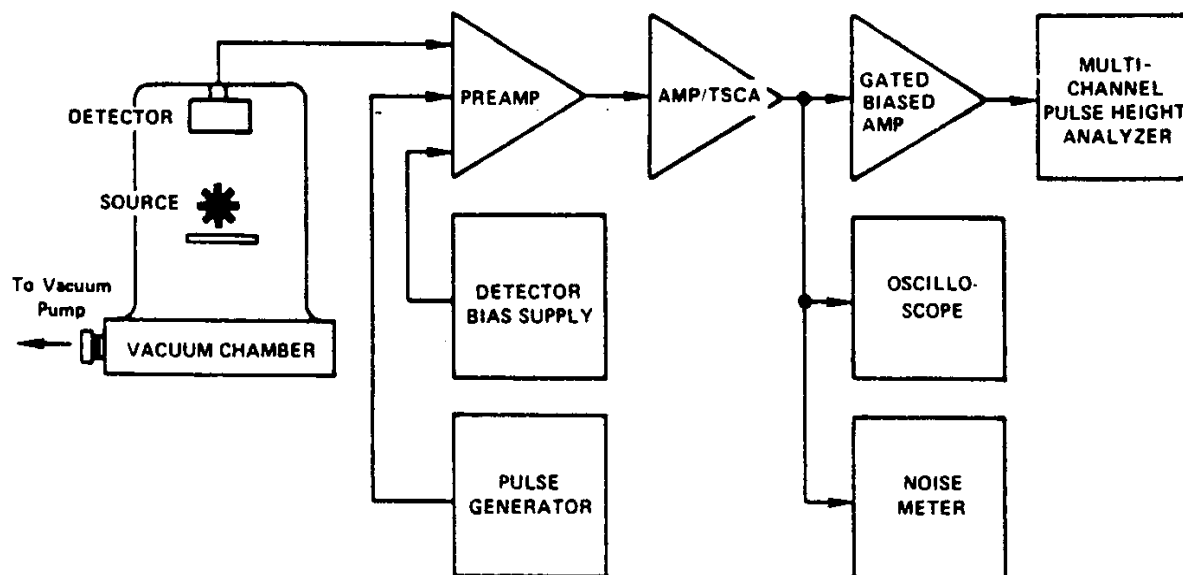 DETECTOR
SOURCE
To Vacuum
Pump
VACUUM CHAMBER
PREAMP
AMP/TSCA
GATED
BIASED
AMP
MULTI-
CHANNEL
PULSE HEIGHT
ANALYZER
DETECTOR
BIAS SUPPLY
OSCILLO-
SCOPE
PULSE
GENERATOR
NOISE
METER